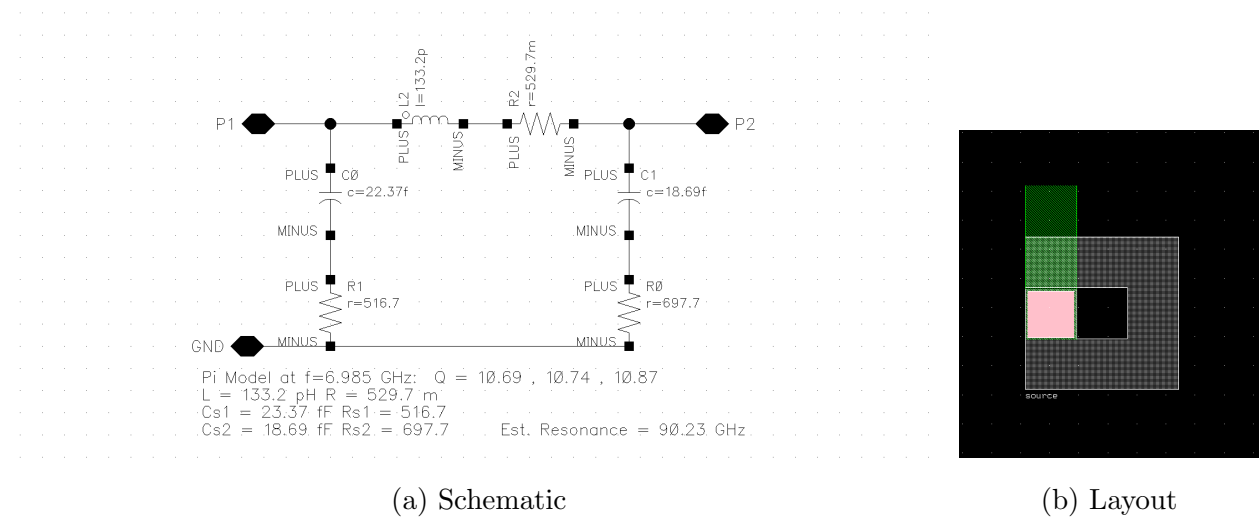 l=133.2p
r=529.7m
L2
R2
P1
P2
PLUS
MINUS
PLUS
MINUS
PLUS
C0
c=22.37f
MINUS
PLUS
C1
c=18.69f
MINUS
PLUS
R1
r=516.7
MINUS
PLUS
R0
r=697.7
MINUS
GND
Pi Model at f=6.985 GHz: Q = 10.69 , 10.74 , 10.87
L = 133.2 pH R = 529.7 m
Cs1 = 23.37 fF Rs1 = 516.7
Cs2 = 18.69 fF Rs2 = 697.7 Est. Resonance = 90.23 GHz
source
(a) Schematic
(b) Layout